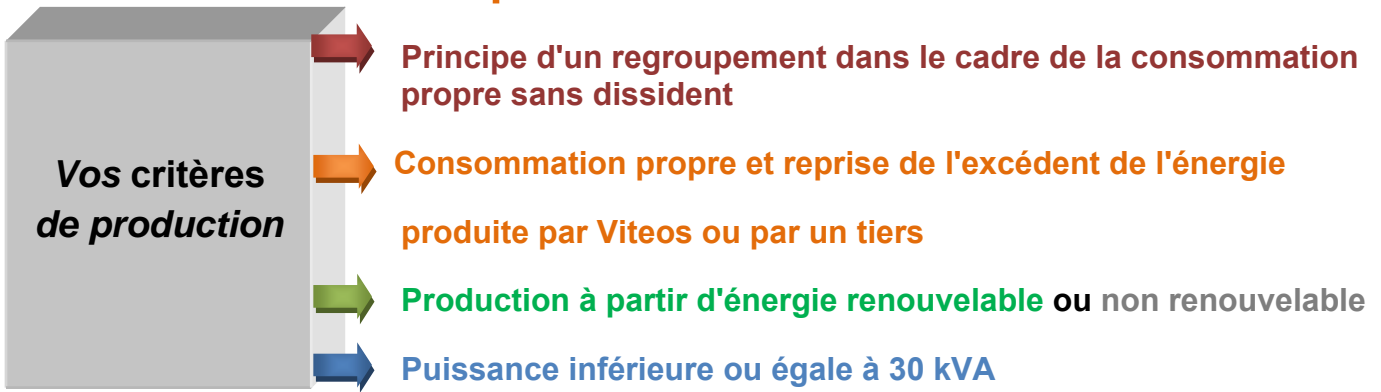 Principe d'un regroupement dans le cadre de la consommation
propre sans dissident
Vos critères
de production
Consommation propre et reprise de l'excédent de l'énergie
produite par Viteos ou par un tiers
Production à partir d'énergie renouvelable ou non renouvelable
Puissance inférieure ou égale à 30 kVA